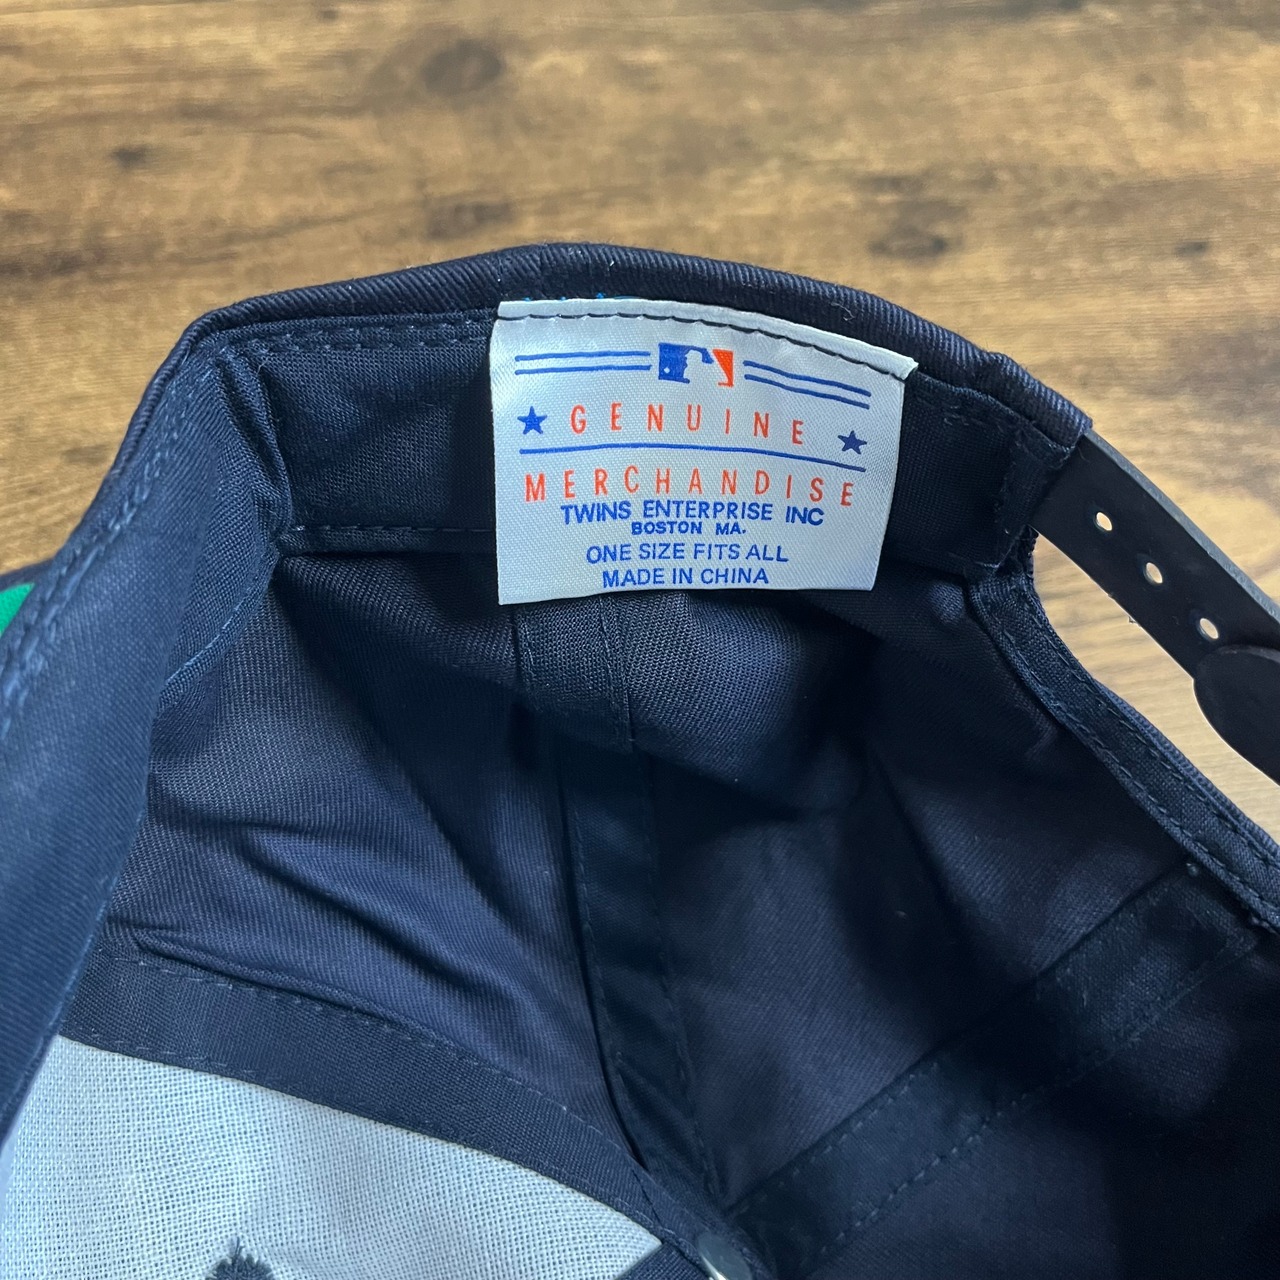 GENUINE
MERCHANDISE
TWINS ENTERPRISE INC
BOSTON MA.
ONE SIZE FITS ALL
MADE IN CHINA